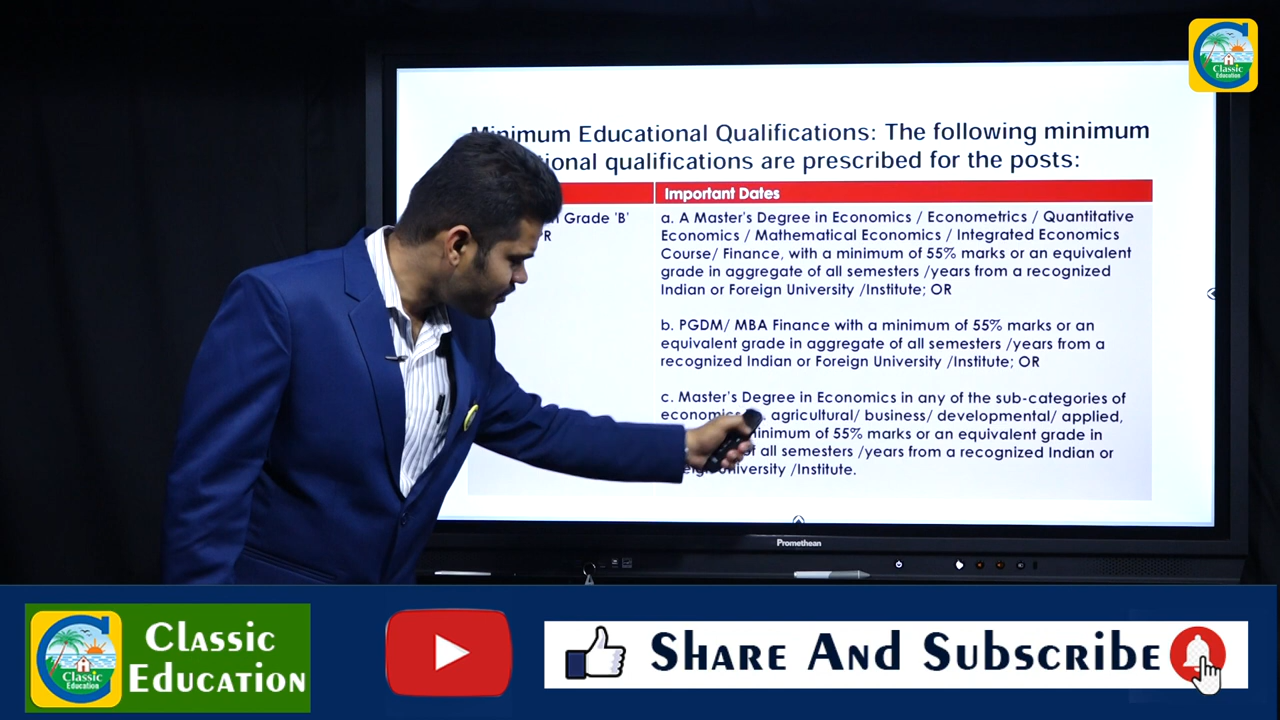 Classic
Education
Minimum Educational Qualifications: The following minimum
qualifications are prescribed for the posts:
Important Dates
Grade 'B'
a. A Master's Degree in Economics / Econometrics / Quantitative
Economics / Mathematical Economics / Integrated Economics
Course/ Finance, with a minimum of 55% marks or an equivalent
grade in aggregate of all semesters /years from a recognized
Indian or Foreign University /Institute; OR
b. PGDM/ MBA Finance with a minimum of 55% marks or an
equivalent grade in aggregate of all semesters /years from a
recognized Indian or Foreign University /Institute; OR
c. Master's Degree in Economics in any of the sub-categories of
agricultural/ business/ developmental/ applied,
minimum of 55% marks or an equivalent grade in
of all semesters /years from a recognized Indian or
University /Institute.
Promethean
Classic
Education
Classic
Education
Share And Subscribe